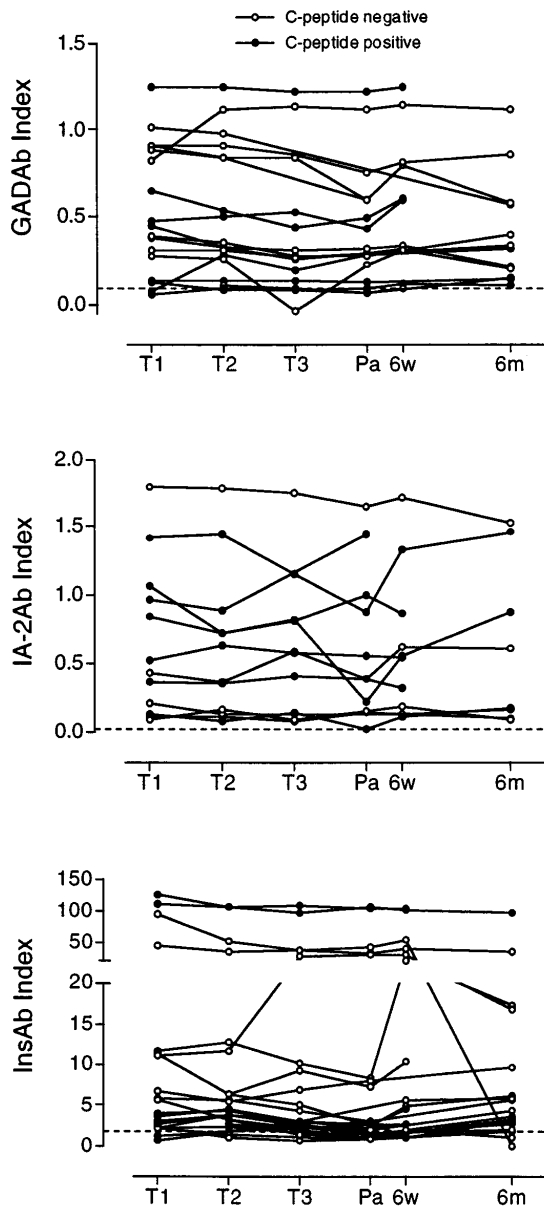 C-peptide negative
C-peptide positive
GADAb Index
1.5
1.0
0.5
0.0
T1 T2 T3 Pa 6w 6m
IA-2Ab Index
2.0
1.5
1.0
0.5
0.0
T1 T2 T3 Pa 6w 6m
InsAb Index
150
100
50
20
15
10
5
0
T1 T2 T3 Pa 6w 6m